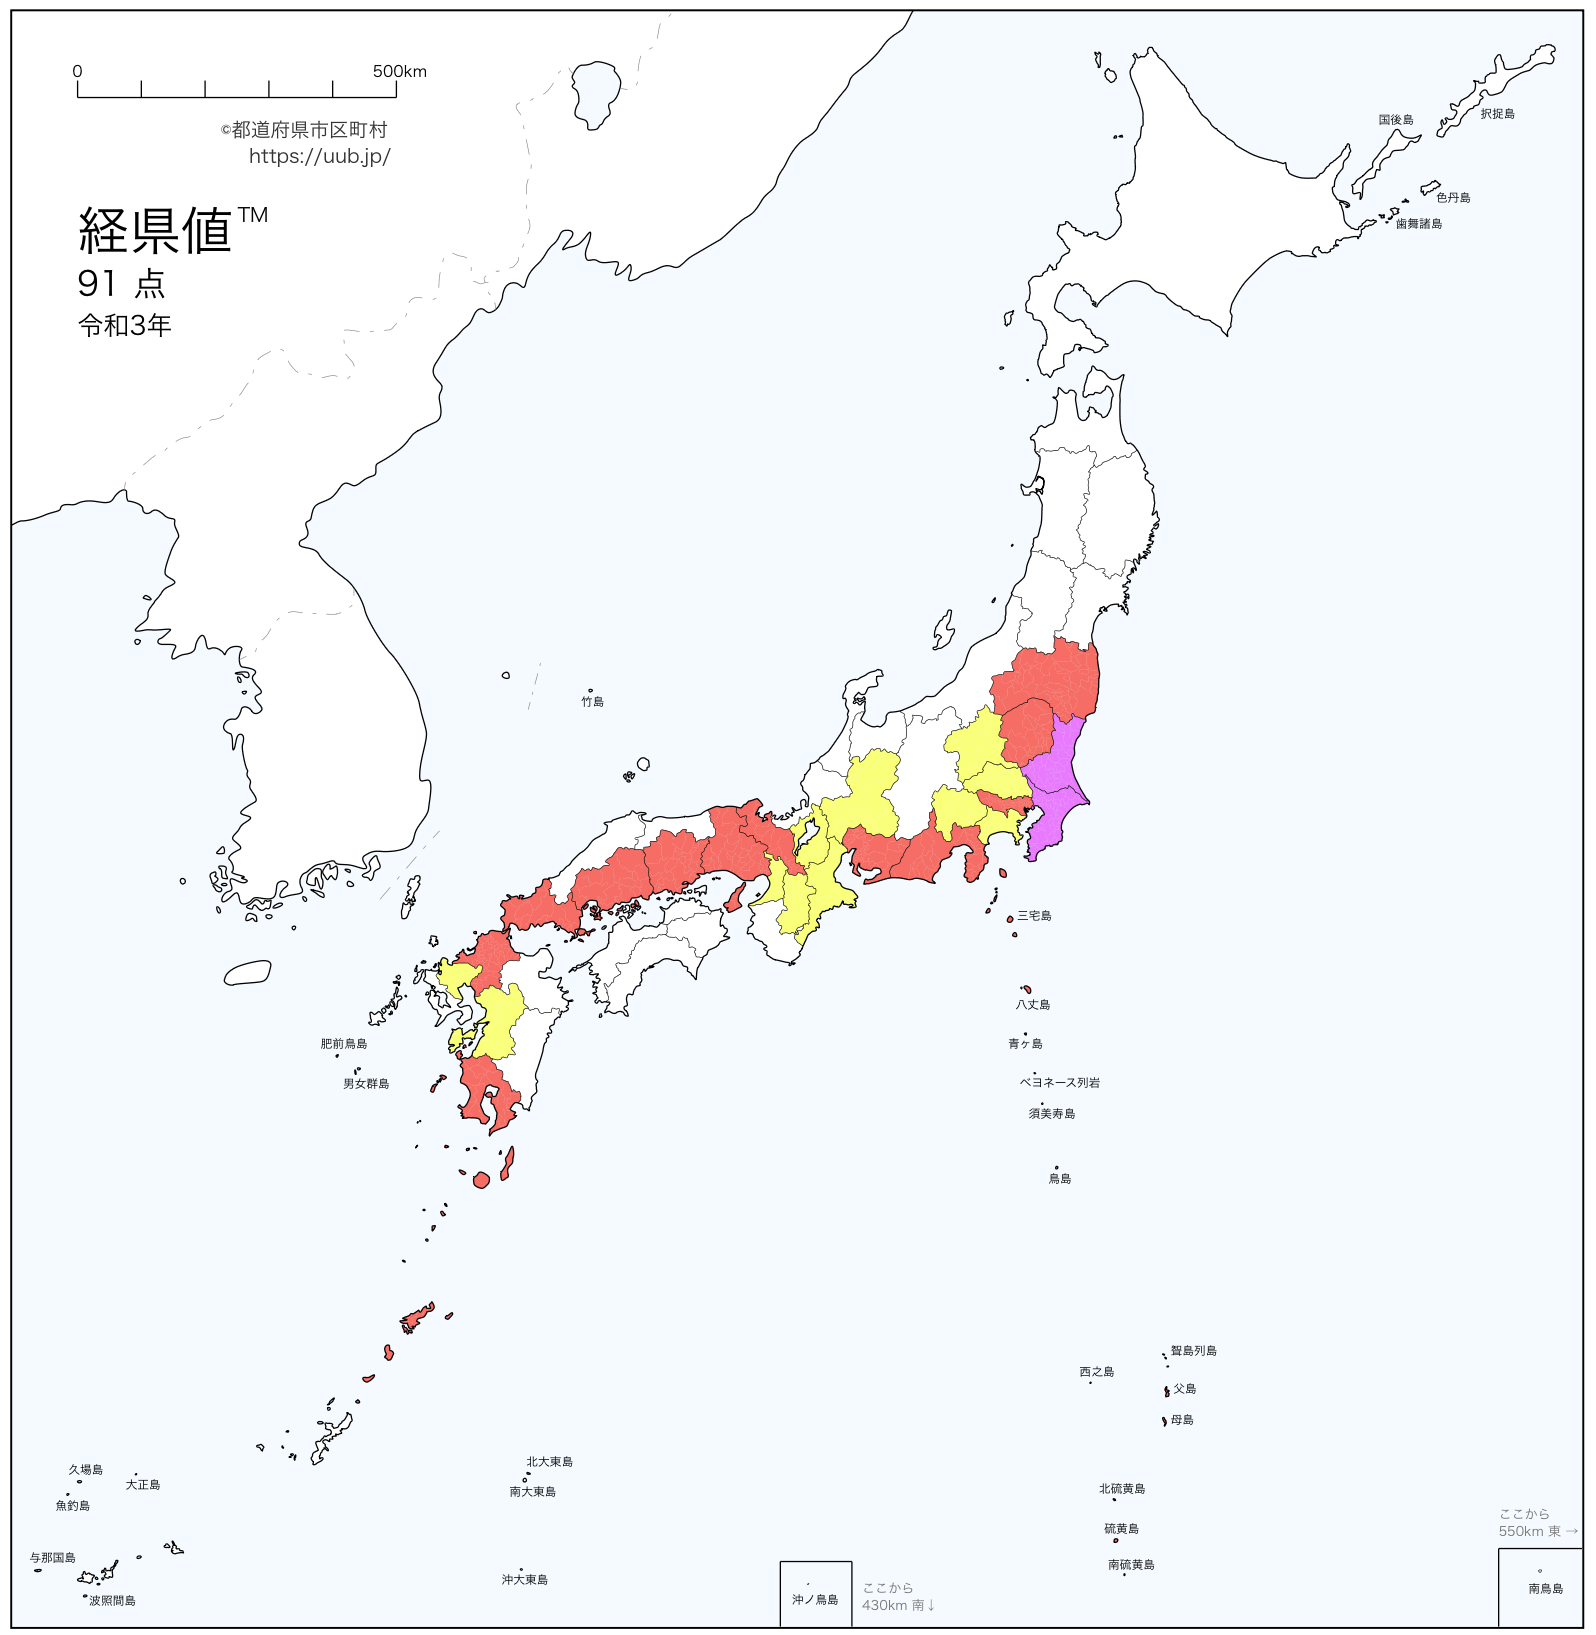 0 500km
©都道府県市区町村
https://uub.jp/
経県値™
91 点
令和3年
国後島
択捉島
色丹島
歯舞諸島
竹島
三宅島
八丈島
青ヶ島
ベヨネース列岩
須美寿島
鳥島
肥前鳥島
男女群島
聟島列島
西之島
父島
母島
北硫黄島
硫黄島
南硫黄島
久場島
大正島
魚釣島
与那国島
波照間島
北大東島
南大東島
沖大東島
沖ノ鳥島
ここから
430km 南↓
ここから
550km 東→
南鳥島